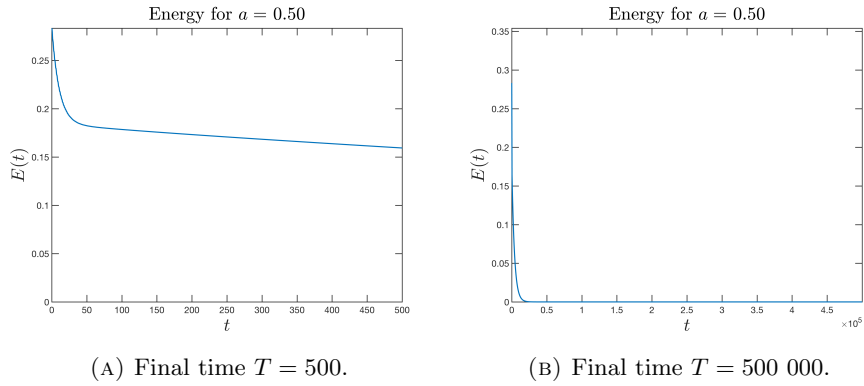 Energy for a = 0.50
E(t)
0.25
0.2
0.15
0.1
0.05
0
0 50 100 150 200 250 300 350 400 450 500
t
(A) Final time T = 500.
Energy for a = 0.50
E(t)
0.35
0.3
0.25
0.2
0.15
0.1
0.05
0
0 0.5 1 1.5 2 2.5 3 3.5 4 4.5
×10⁵
t
(B) Final time T = 500 000.